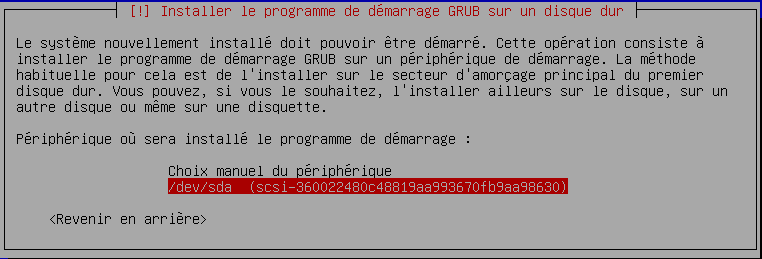 [!] Installer le programme de démarrage GRUB sur un disque dur
Le système nouvellement installé doit pouvoir être démarré. Cette opération consiste à
installer le programme de démarrage GRUB sur un périphérique de démarrage. La méthode
habituelle pour cela est de l'installer sur le secteur d'amorçage principal du premier
disque dur. Vous pouvez, si vous le souhaitez, l'installer ailleurs sur le disque, sur un
autre disque ou même sur une disquette.
Périphérique où sera installé le programme de démarrage :
Choix manuel du périphérique
/dev/sda  (scsi-360022480c48819aa993670fb9aa98630)
<Revenir en arrière>